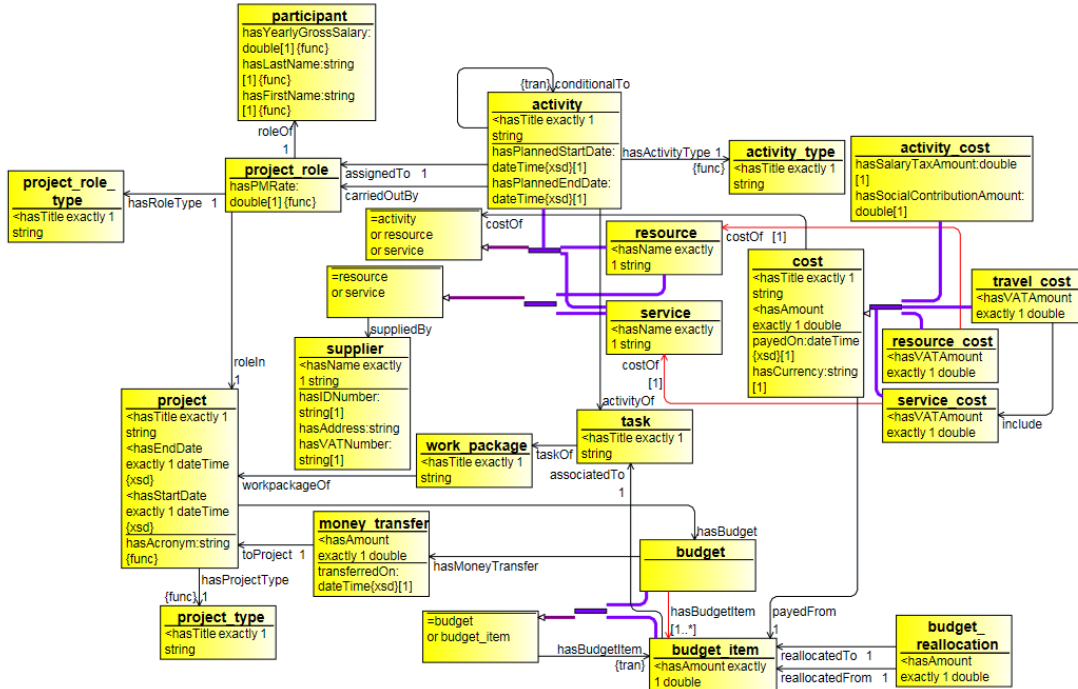 participant
hasYearlyGrossSalary:
double[1] {func}
hasLastName:string
[1] {func}
hasFirstName:string
[1] {func}
roleOf
1
{tran} conditionalTo
activity
<hasTitle exactly 1
string
hasPlannedStartDate:
dateTime{xsd}[1]
hasPlannedEndDate:
dateTime{xsd}[1]
hasActivityType 1
{func}
activity_type
<hasTitle exactly 1
string
activity_cost
hasSalaryTaxAmount:double
[1]
hasSocialContributionAmount:
double[1]
project_role_
type
<hasTitle exactly 1
string
hasRoleType 1
project_role
hasPMRate:
double[1] {func}
assignedTo 1
carriedOutBy
=activity
or resource
or service
costOf
resource
<hasName exactly
1 string
costOf [1]
cost
<hasTitle exactly 1
string
<hasAmount
exactly 1 double
payedOn:dateTime
{xsd}[1]
hasCurrency:string
[1]
travel_cost
<hasVATAmount
exactly 1 double
=resource
or service
suppliedBy
service
<hasName exactly
1 string
costOf
[1]
resource_cost
<hasVATAmount
exactly 1 double
service_cost
<hasVATAmount
exactly 1 double
include
supplier
<hasName exactly
1 string
hasIDNumber:
string[1]
hasAddress:string
hasVATNumber:
string[1]
roleIn
1
project
<hasTitle exactly 1
string
<hasEndDate
exactly 1 dateTime
{xsd}
<hasStartDate
exactly 1 dateTime
{xsd}
hasAcronym:string
{func}
activityOf
task
<hasTitle exactly 1
string
taskOf
work_package
<hasTitle exactly 1
string
workpackageOf
associatedTo
1
hasBudget
money_transfer
<hasAmount
exactly 1 double
transferredOn:
dateTime{xsd}[1]
toProject 1
hasMoneyTransfer
budget
hasProjectType
{func} 1
project_type
<hasTitle exactly 1
string
=budget
or budget_item
hasBudgetItem
[1..*]
hasBudgetItem
{tran}
payedFrom
1
budget_item
<hasAmount exactly
1 double
reallocatedTo 1
reallocatedFrom 1
budget_
reallocation
<hasAmount
exactly 1 double